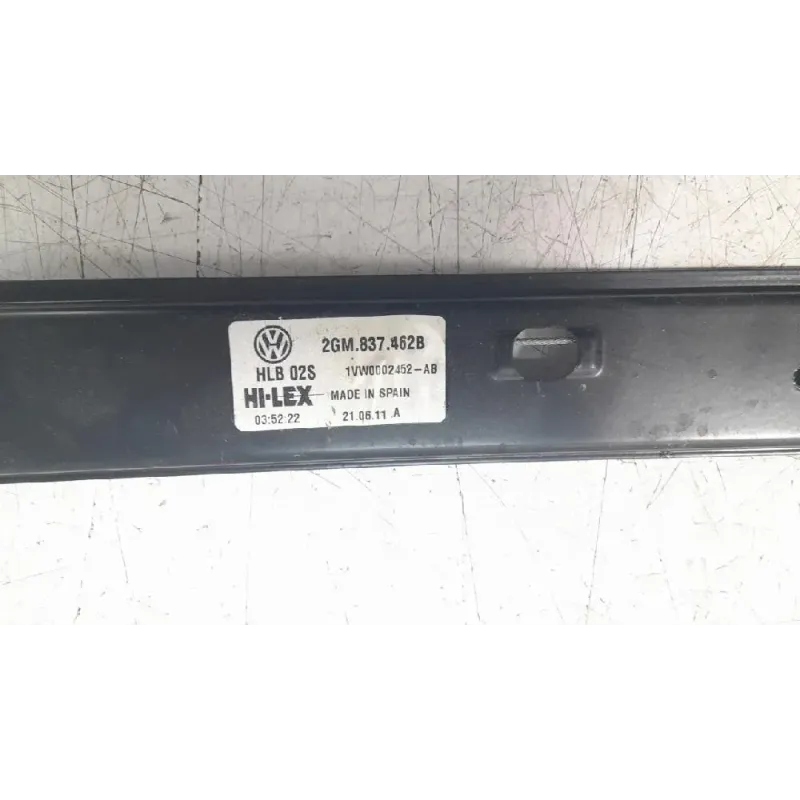 2GM.837.462B
HLB 02S 1VW0002452-AB
HI-LEX MADE IN SPAIN
03:52:22 21.06.11 A